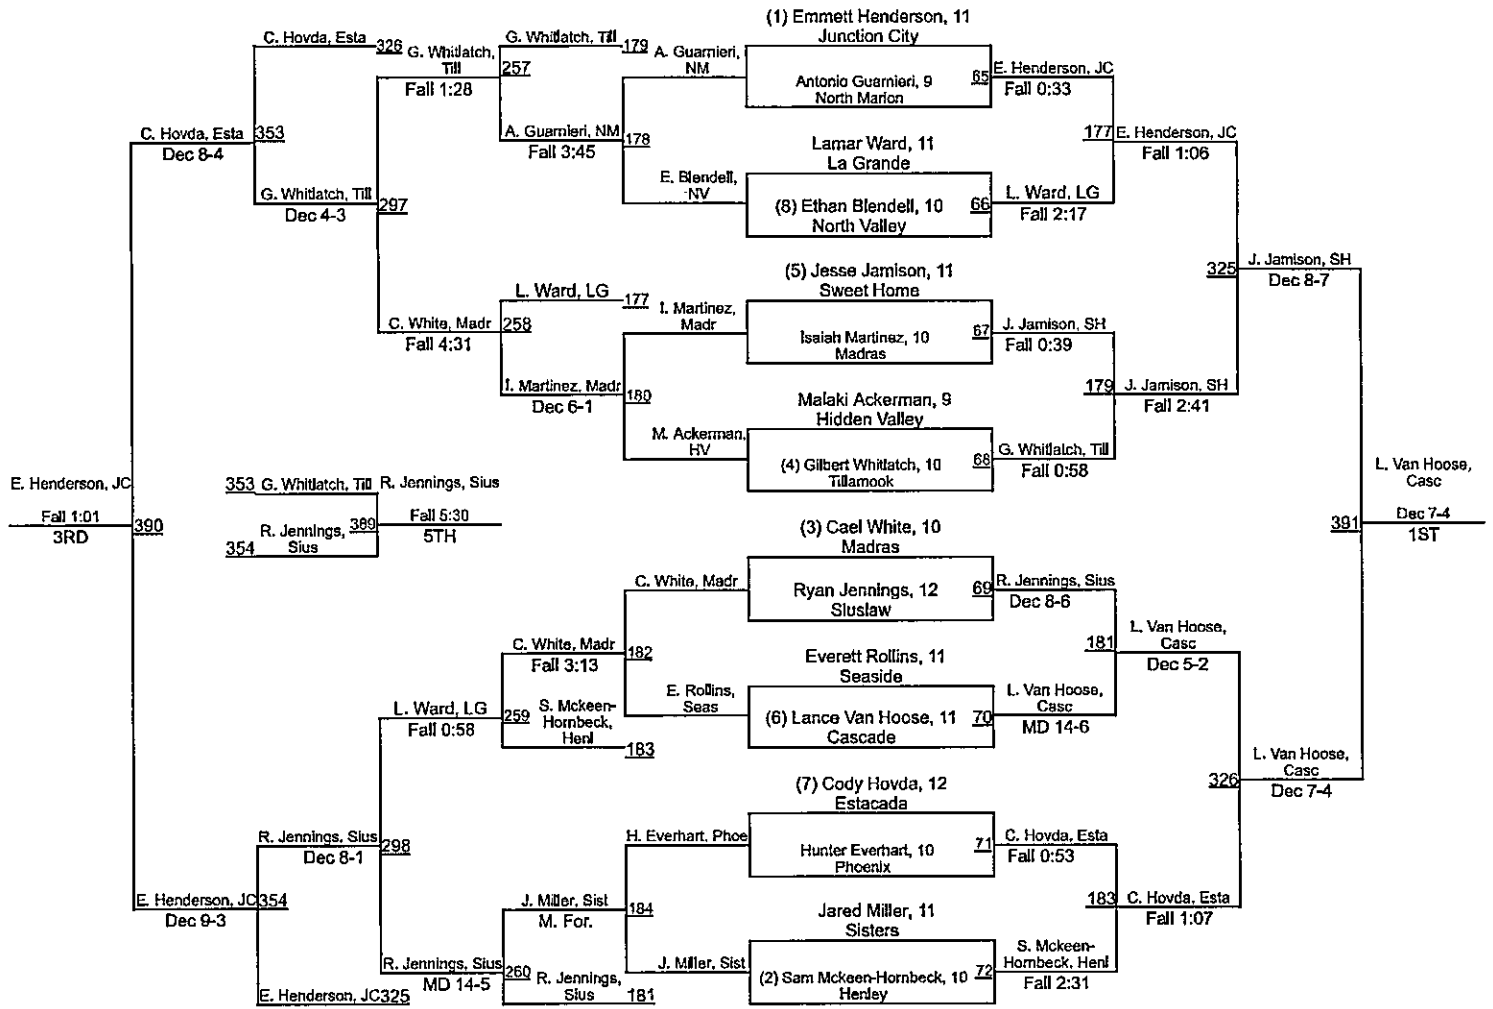 (1) Emmett Henderson, 11
Junction City
C. Hovda, Esta
326
G. Whitlatch,
Till
Fall 1:28
G. Whitlatch, Till
179
257
A. Guarnieri,
NM
Antonio Guarnieri, 9
North Marion
65
E. Henderson, JC
Fall 0:33
C. Hovda, Esta
Dec 8-4
353
A. Guarnieri, NM
Fall 3:45
178
Lamar Ward, 11
La Grande
177
E. Henderson, JC
Fall 1:06
G. Whitlatch, Till
Dec 4-3
297
E. Blendell,
NV
(8) Ethan Blendell, 10
North Valley
66
L. Ward, LG
Fall 2:17
(5) Jesse Jamison, 11
Sweet Home
325
J. Jamison, SH
Dec 8-7
L. Ward, LG
177
C. White, Madr
Fall 4:31
258
I. Martinez,
Madr
Isaiah Martinez, 10
Madras
67
J. Jamison, SH
Fall 0:39
I. Martinez, Madr
Dec 6-1
180
Malaki Ackerman, 9
Hidden Valley
179
J. Jamison, SH
Fall 2:41
M. Ackerman,
HV
(4) Gilbert Whitlatch, 10
Tillamook
68
G. Whitlatch, Till
Fall 0:58
E. Henderson, JC
Fall 1:01
3RD
390
353
G. Whitlatch, Till
R. Jennings, Sius
354
R. Jennings,
Sius
389
Fall 5:30
5TH
L. Van Hoose,
Casc
391
Dec 7-4
1ST
(3) Cael White, 10
Madras
C. White, Madr
Ryan Jennings, 12
Siuslaw
69
R. Jennings, Sius
Dec 8-6
C. White, Madr
Fall 3:13
182
Everett Rollins, 11
Seaside
181
L. Van Hoose,
Casc
Dec 5-2
L. Ward, LG
Fall 0:58
259
S. Mckeen-
Hornbeck,
Henl
183
E. Rollins,
Seas
(6) Lance Van Hoose, 11
Cascade
70
L. Van Hoose,
Casc
MD 14-6
(7) Cody Hovda, 12
Estacada
326
L. Van Hoose,
Casc
Dec 7-4
R. Jennings, Sius
Dec 8-1
298
H. Everhart, Phoe
Hunter Everhart, 10
Phoenix
71
C. Hovda, Esta
Fall 0:53
E. Henderson, JC
Dec 9-3
354
J. Miller, Sist
M. For.
184
Jared Miller, 11
Sisters
183
C. Hovda, Esta
Fall 1:07
R. Jennings, Sius
MD 14-5
260
J. Miller, Sist
(2) Sam Mckeen-Hornbeck, 10
Henley
72
S. Mckeen-
Hornbeck, Henl
Fall 2:31
E. Henderson, JC
325
R. Jennings,
Sius
181